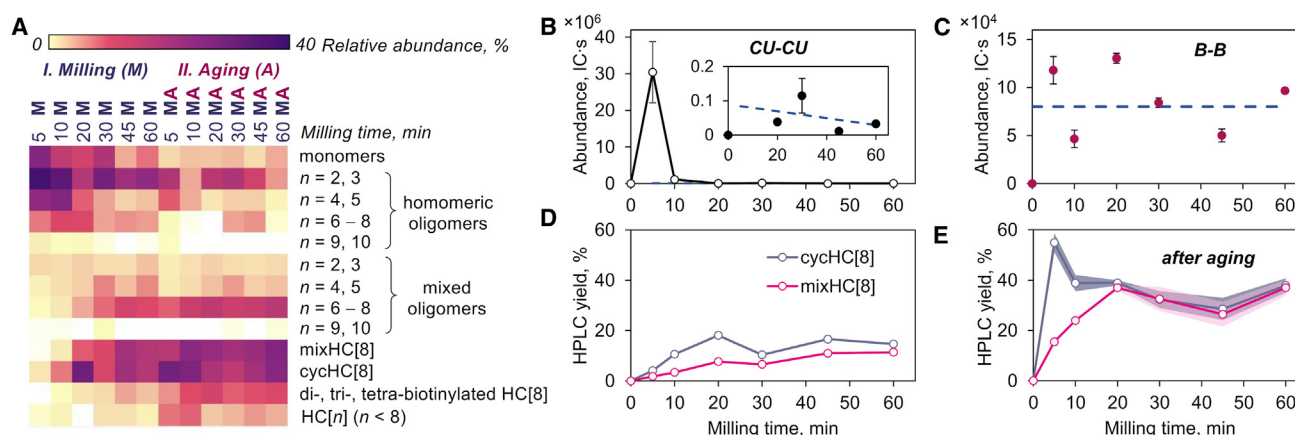 A
0
40 Relative abundance, %
I. Milling (M)
II. Aging (A)
5 M
10 M
20 M
30 M
45 M
60 M
5 MA
10 MA
20 MA
30 MA
45 MA
60 MA
Milling time, min
monomers
n = 2, 3
n = 4, 5
n = 6 – 8
n = 9, 10
homomeric
oligomers
n = 2, 3
n = 4, 5
n = 6 – 8
n = 9, 10
mixed
oligomers
mixHC[8]
cycHC[8]
di-, tri-, tetra-biotinylated HC[8]
HC[n] (n < 8)
B
×10⁶
CU-CU
Abundance, IC·s
40
30
20
10
0
0.2
0.1
0
0 20 40 60
0 10 20 30 40 50 60
C
×10⁴
B-B
Abundance, IC·s
15
10
5
0
0 10 20 30 40 50 60
D
HPLC yield, %
60
40
20
0
cycHC[8]
mixHC[8]
0 10 20 30 40 50 60
Milling time, min
E
after aging
HPLC yield, %
60
40
20
0
0 10 20 30 40 50 60
Milling time, min